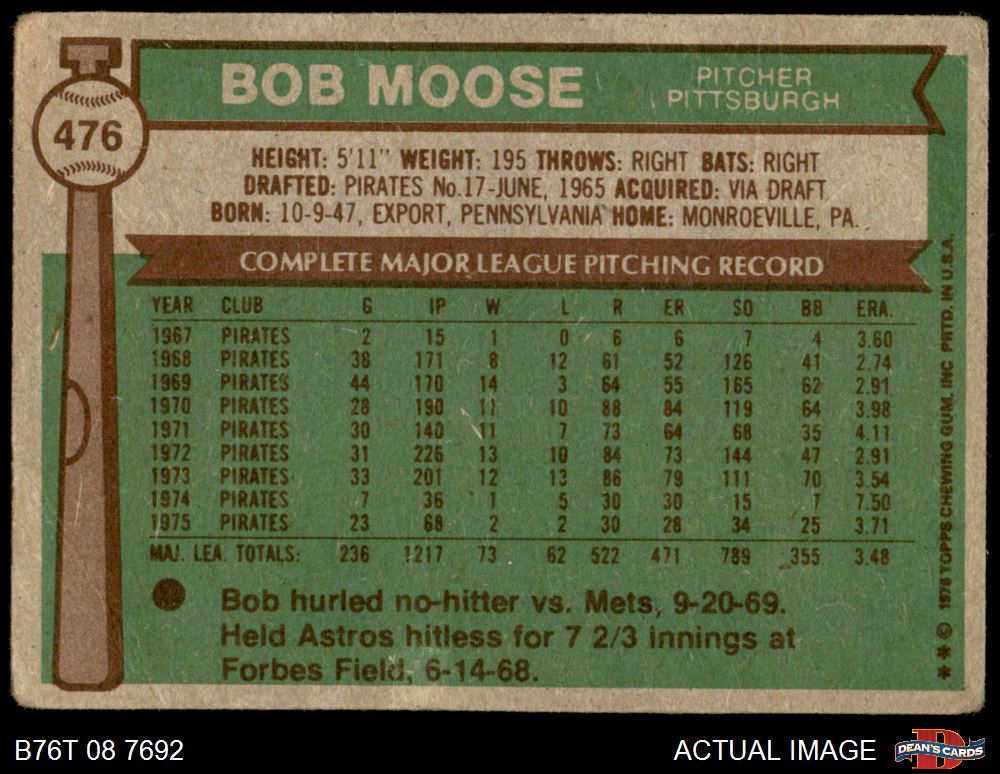 476
BOB MOOSE
PITCHER
PITTSBURGH
HEIGHT: 5'11" WEIGHT: 195 THROWS: RIGHT BATS: RIGHT
DRAFTED: PIRATES No.17-JUNE, 1965 ACQUIRED: VIA DRAFT
BORN: 10-9-47, EXPORT, PENNSYLVANIA HOME: MONROEVILLE, PA.
COMPLETE MAJOR LEAGUE PITCHING RECORD
YEAR CLUB G IP W L R ER SO BB ERA.
1967 PIRATES 2 15 1 0 6 6 7 4 3.60
1968 PIRATES 38 171 8 12 61 52 126 41 2.74
1969 PIRATES 44 170 14 3 64 55 165 62 2.91
1970 PIRATES 28 190 11 10 88 84 119 64 3.98
1971 PIRATES 30 140 11 7 73 64 68 35 4.11
1972 PIRATES 31 226 13 10 84 73 144 47 2.91
1973 PIRATES 33 201 12 13 86 79 111 70 3.54
1974 PIRATES 7 36 1 5 30 30 15 7 7.50
1975 PIRATES 23 68 2 2 30 28 34 25 3.71
MAJ. LEA. TOTALS: 236 1217 73 62 522 471 789 355 3.48
Bob hurled no-hitter vs. Mets, 9-20-69.
Held Astros hitless for 7 2/3 innings at
Forbes Field, 6-14-68.
** © 1976 TOPPS CHEWING GUM, INC PRTD. IN U.S.A.
B76T 08 7692
ACTUAL IMAGE
DEAN'S CARDS